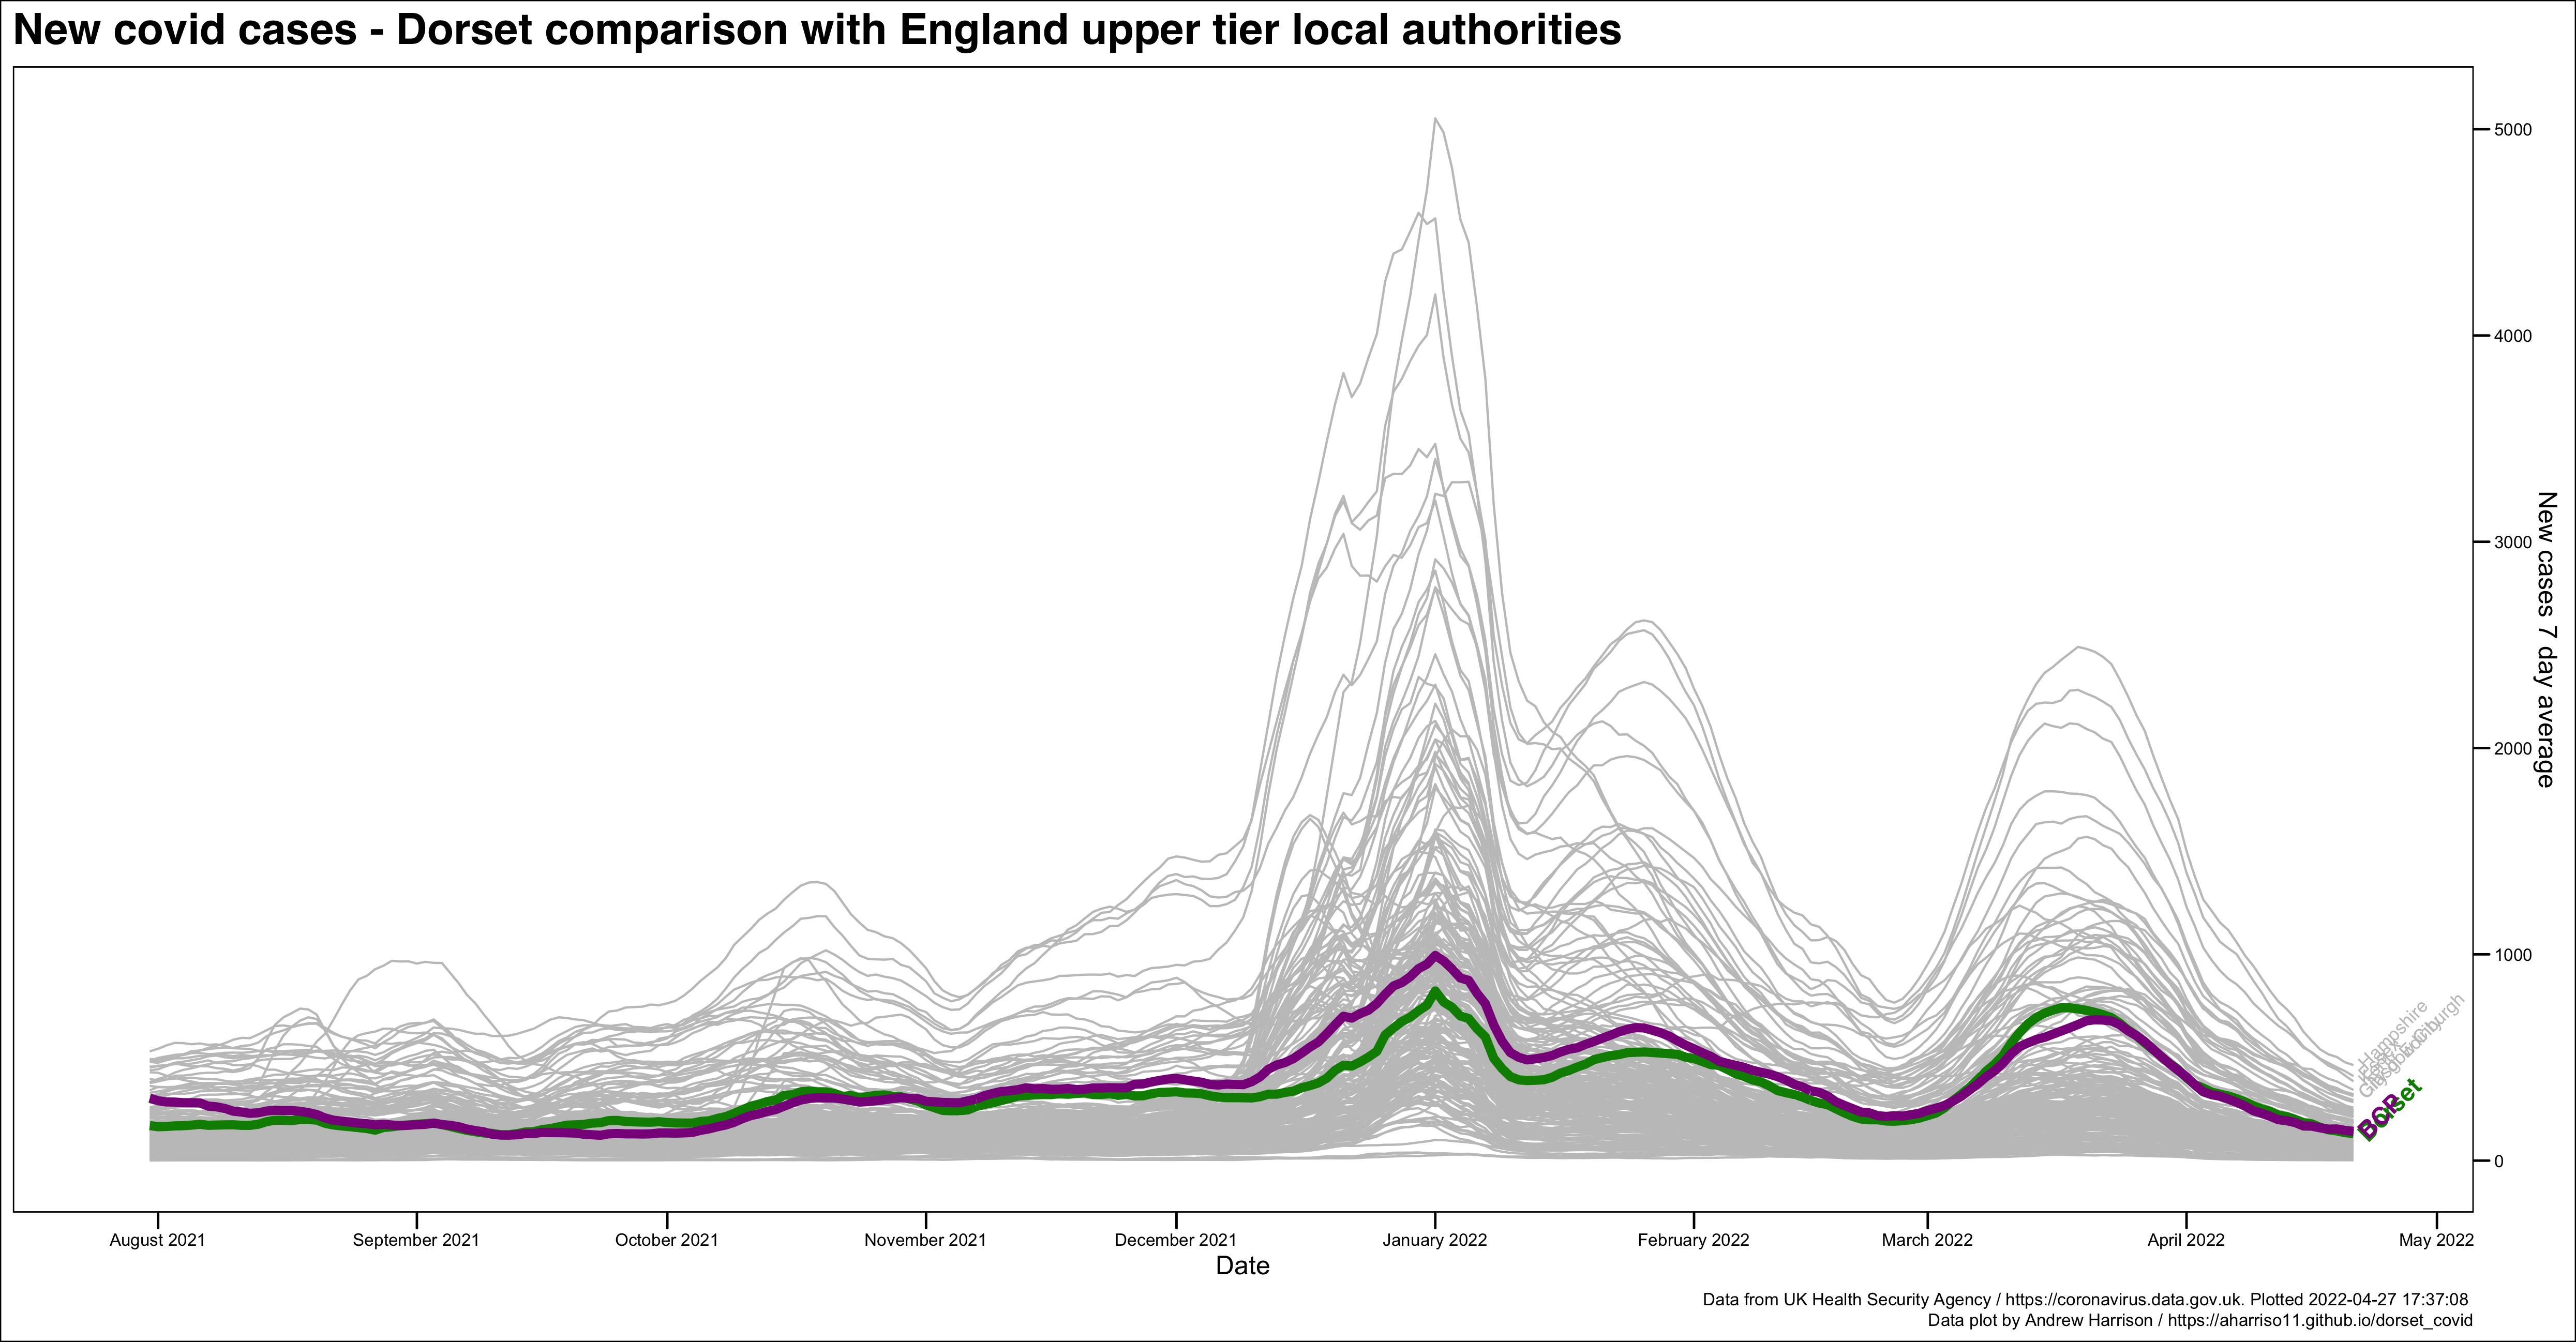 New covid cases - Dorset comparison with England upper tier local authorities
5000
4000
3000
2000
1000
0
New cases 7 day average
Hampshire
Dorset
BCP
August 2021
September 2021
October 2021
November 2021
December 2021
January 2022
February 2022
March 2022
April 2022
May 2022
Date
Data from UK Health Security Agency / https://coronavirus.data.gov.uk. Plotted 2022-04-27 17:37:08
Data plot by Andrew Harrison / https://aharriso11.github.io/dorset_covid